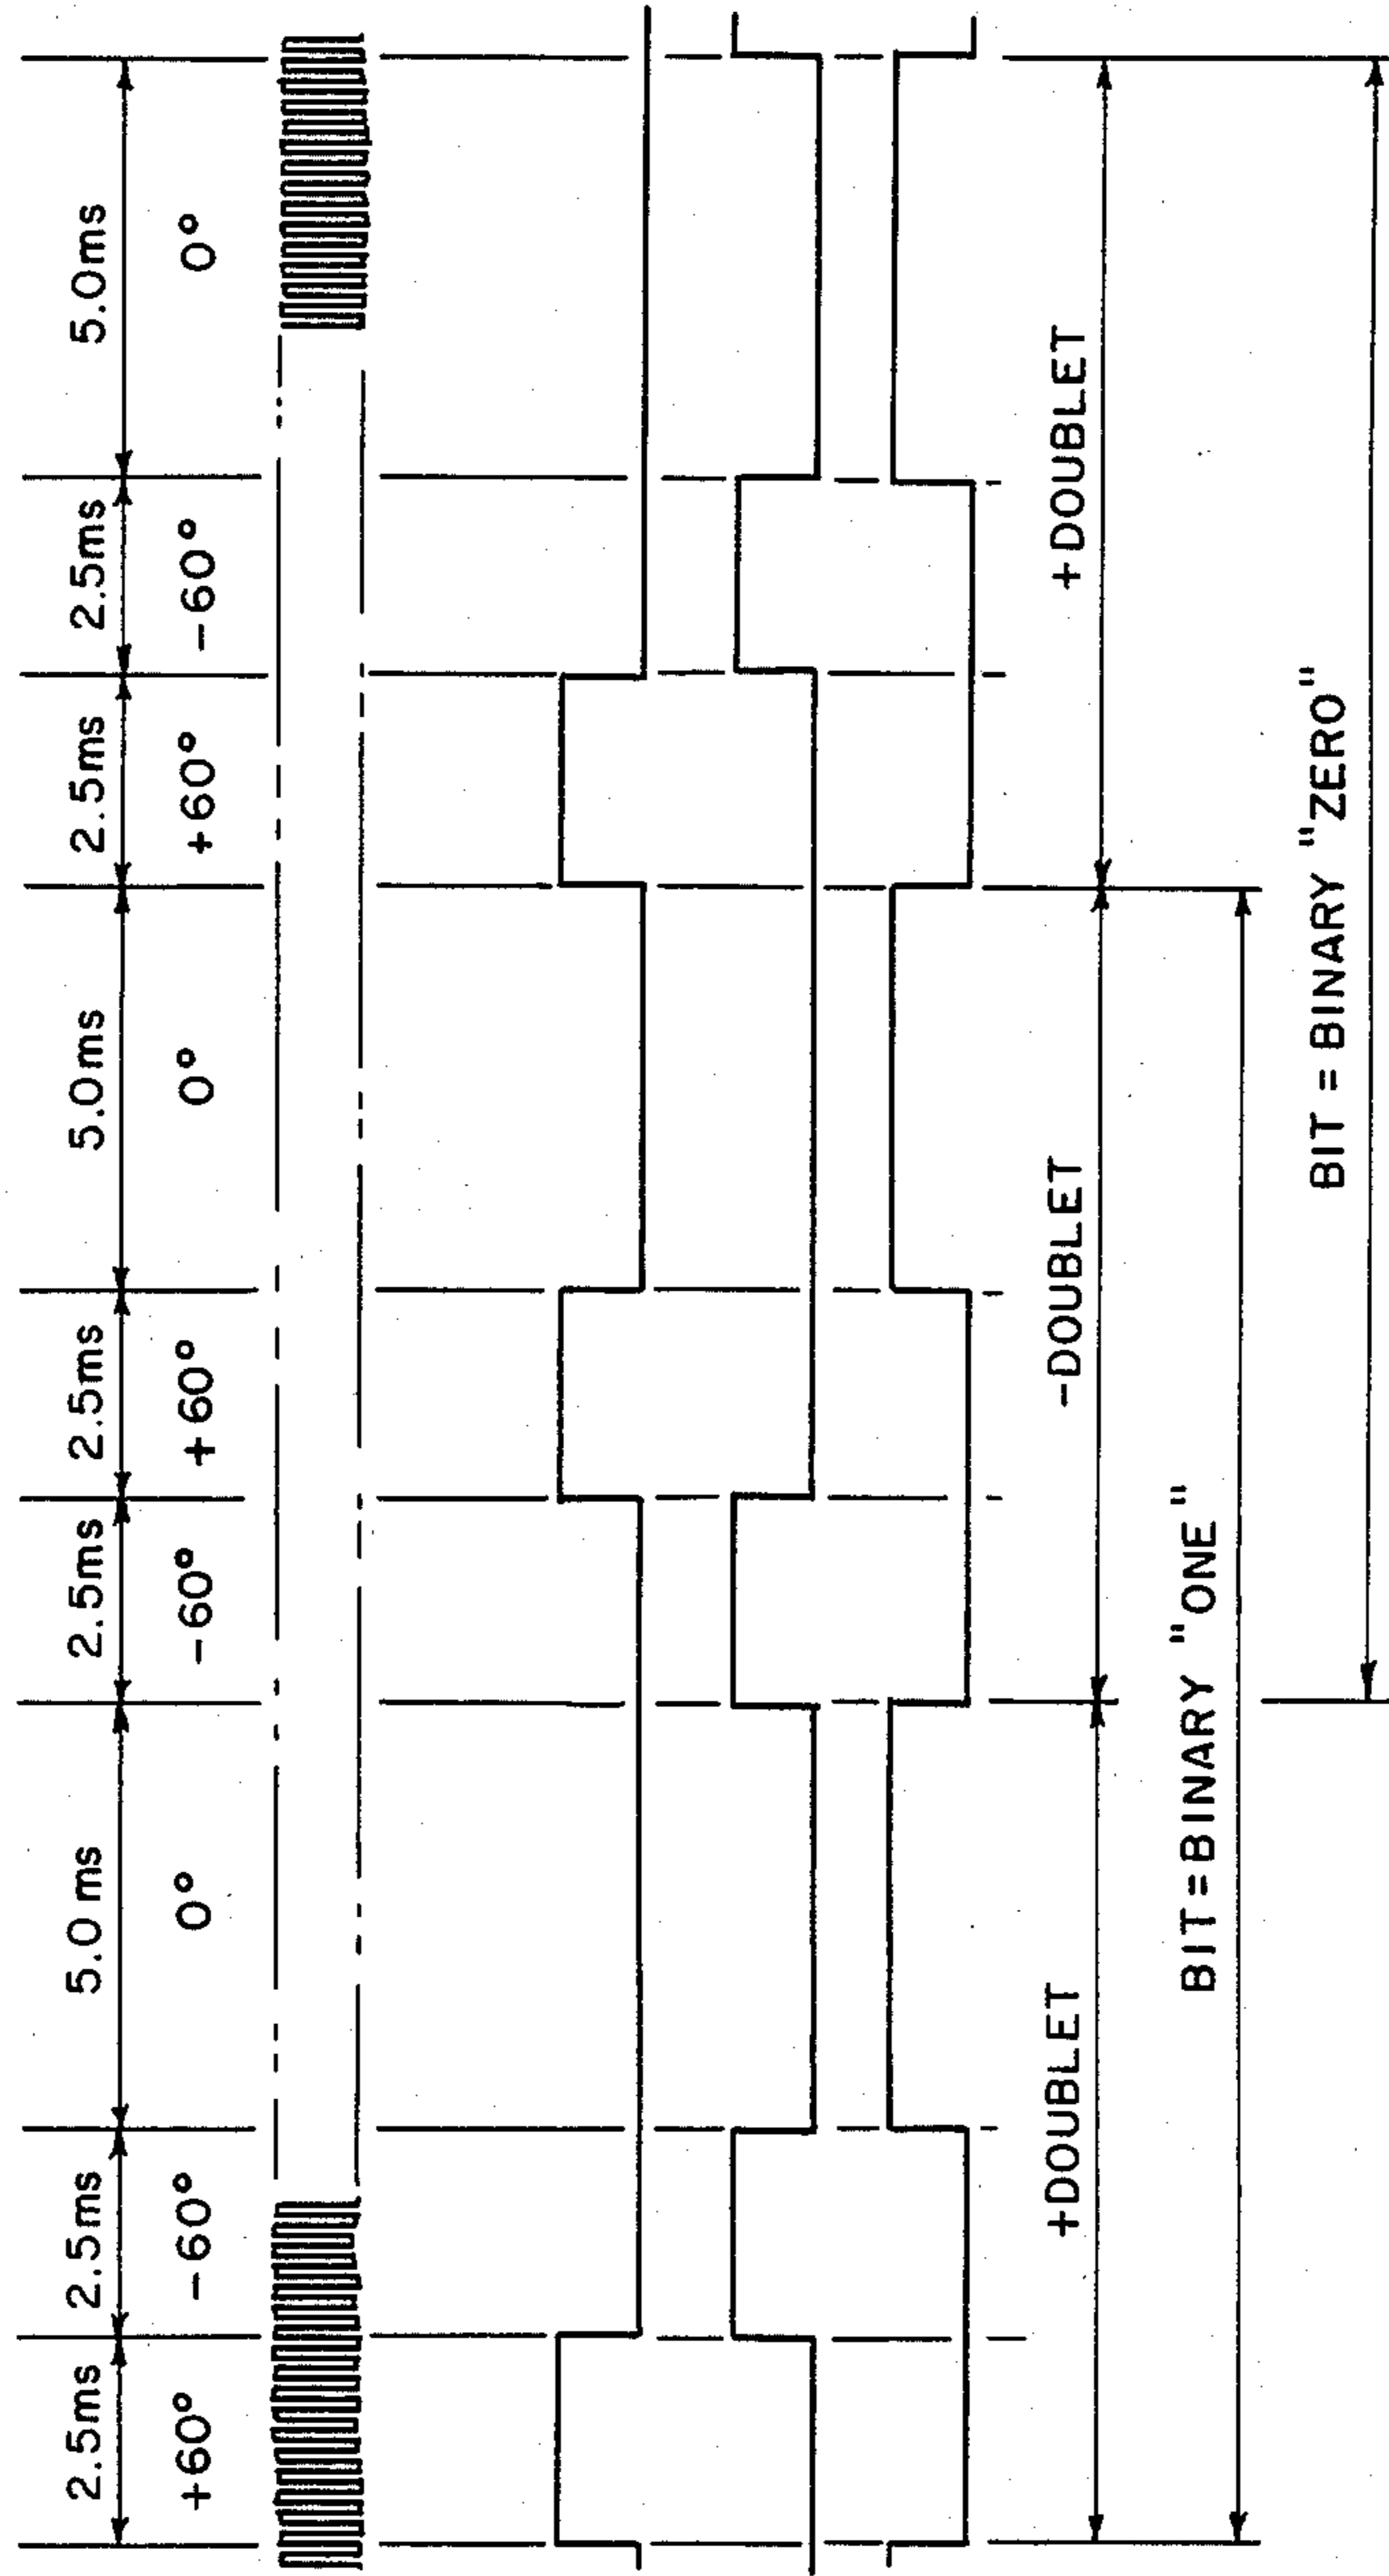 2.5ms 2.5ms 5.0 ms 2.5ms 2.5ms 5.0ms 2.5ms 2.5ms 5.0ms
+60° -60° 0° -60° +60° 0° +60° -60° 0°
+DOUBLET -DOUBLET +DOUBLET
BIT=BINARY "ONE"
BIT = BINARY "ZERO"